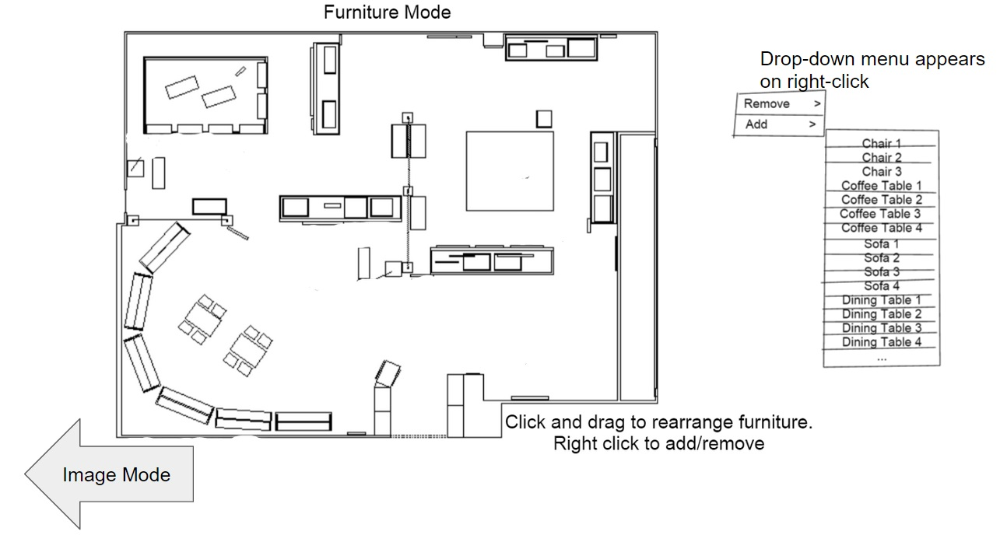 Furniture Mode
Drop-down menu appears
on right-click
Remove >
Add >
Chair 1
Chair 2
Chair 3
Coffee Table 1
Coffee Table 2
Coffee Table 3
Coffee Table 4
Sofa 1
Sofa 2
Sofa 3
Sofa 4
Dining Table 1
Dining Table 2
Dining Table 3
Dining Table 4
...
Click and drag to rearrange furniture.
Right click to add/remove
Image Mode